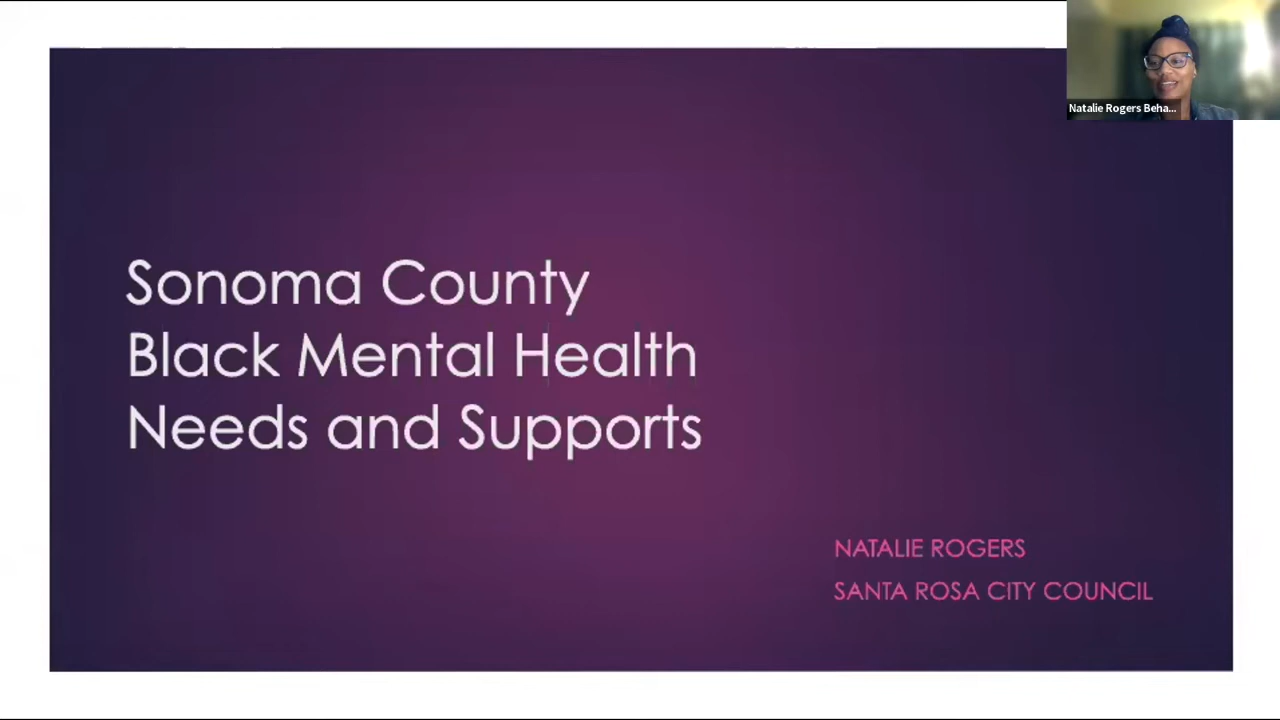 Natalie Rogers Beha...
Sonoma County
Black Mental Health
Needs and Supports
NATALIE ROGERS
SANTA ROSA CITY COUNCIL